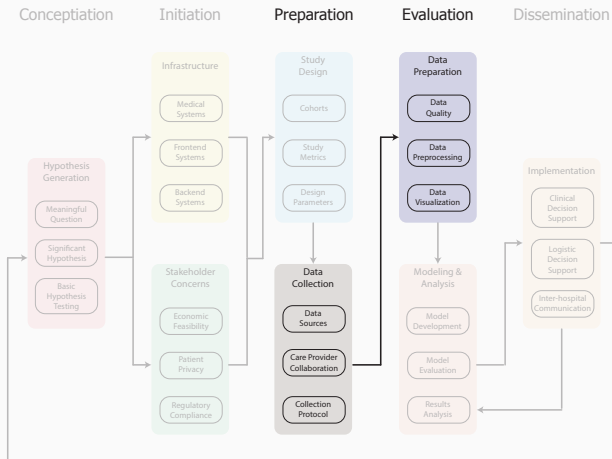 Conceptiation
Initiation
Preparation
Evaluation
Dissemination
Hypothesis
Generation
Meaningful
Question
Significant
Hypothesis
Basic
Hypothesis
Testing
Infrastructure
Medical
Systems
Frontend
Systems
Backend
Systems
Stakeholder
Concerns
Economic
Feasibility
Patient
Privacy
Regulatory
Compliance
Study
Design
Cohorts
Study
Metrics
Design
Parameters
Data
Collection
Data
Sources
Care Provider
Collaboration
Collection
Protocol
Data
Preparation
Data
Quality
Data
Preprocessing
Data
Visualization
Modeling &
Analysis
Model
Development
Model
Evaluation
Results
Analysis
Implementation
Clinical
Decision
Support
Logistic
Decision
Support
Inter-hospital
Communication